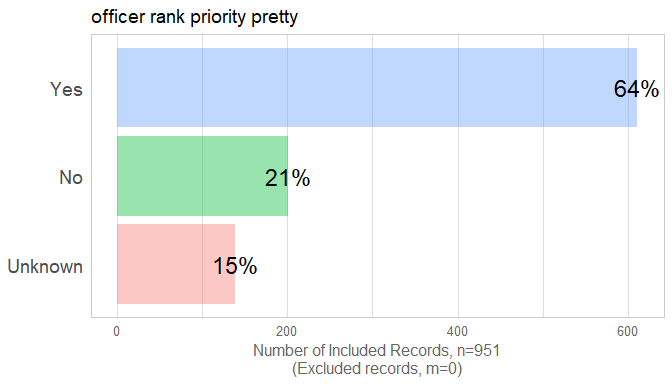 officer rank priority pretty
Yes
64%
No
21%
Unknown
15%
0 200 400 600
Number of Included Records, n=951
(Excluded records, m=0)